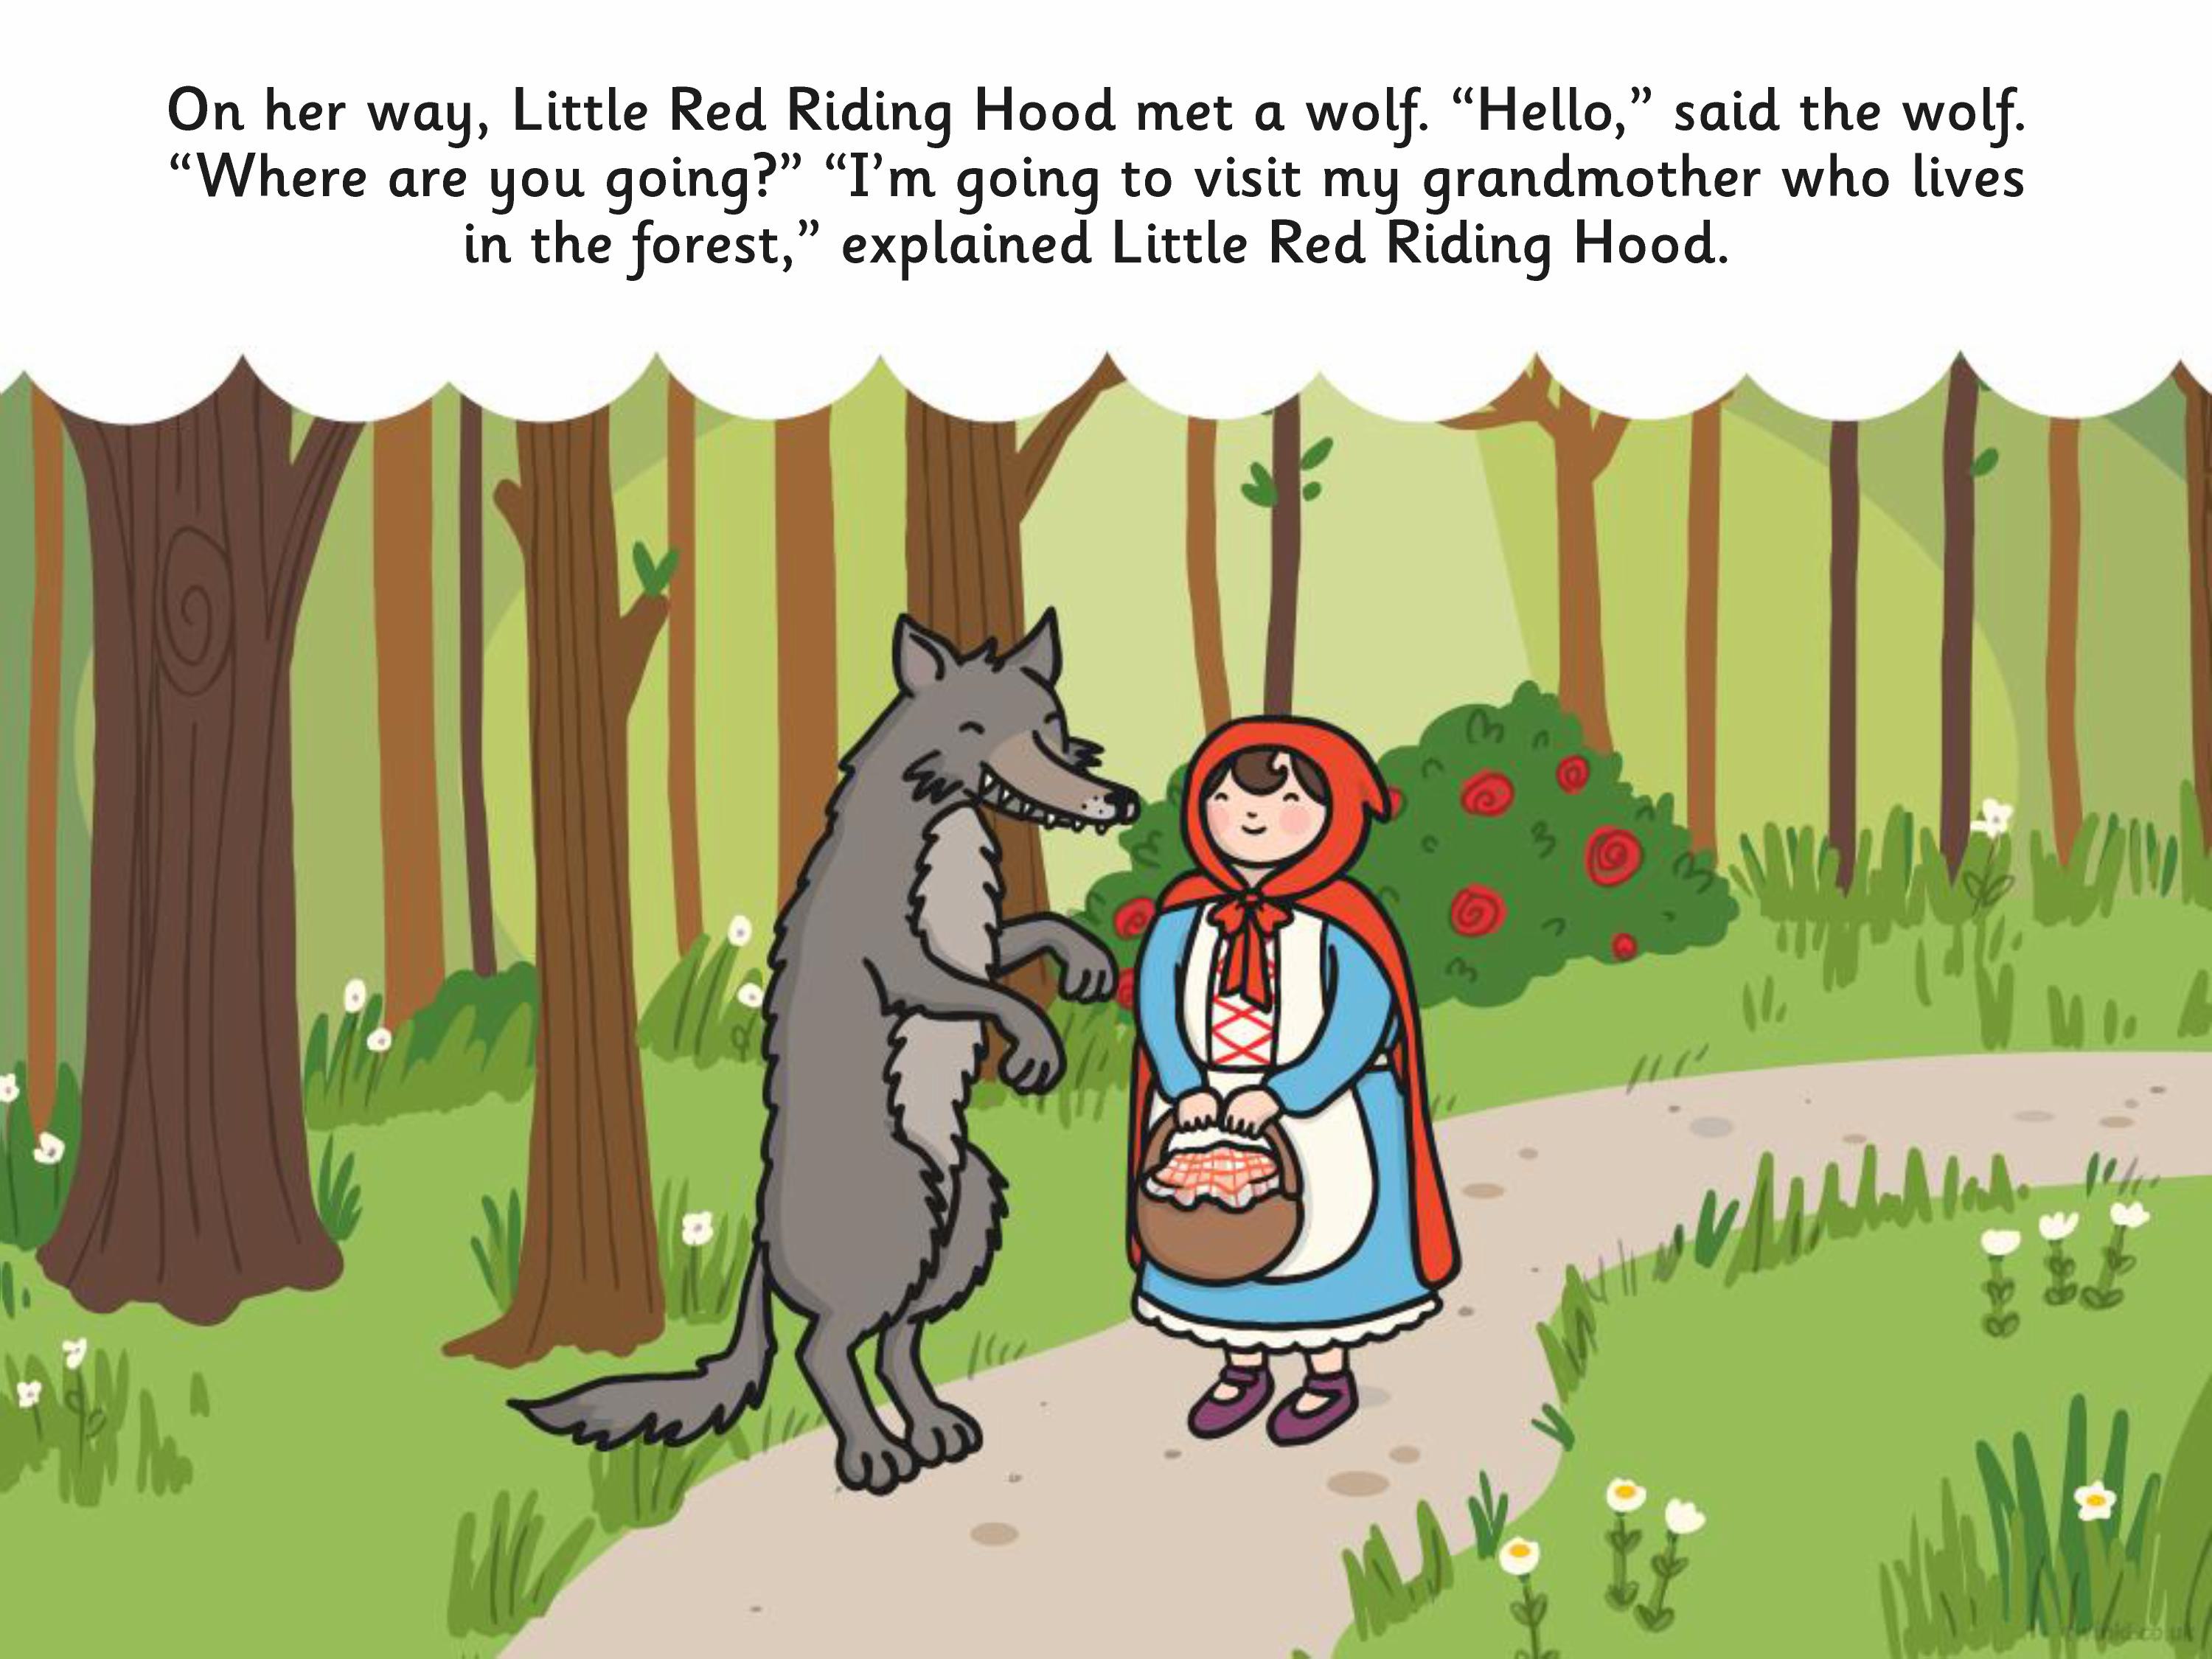 On her way, Little Red Riding Hood met a wolf. “Hello,” said the wolf.
“Where are you going?” “I’m going to visit my grandmother who lives
in the forest,” explained Little Red Riding Hood.